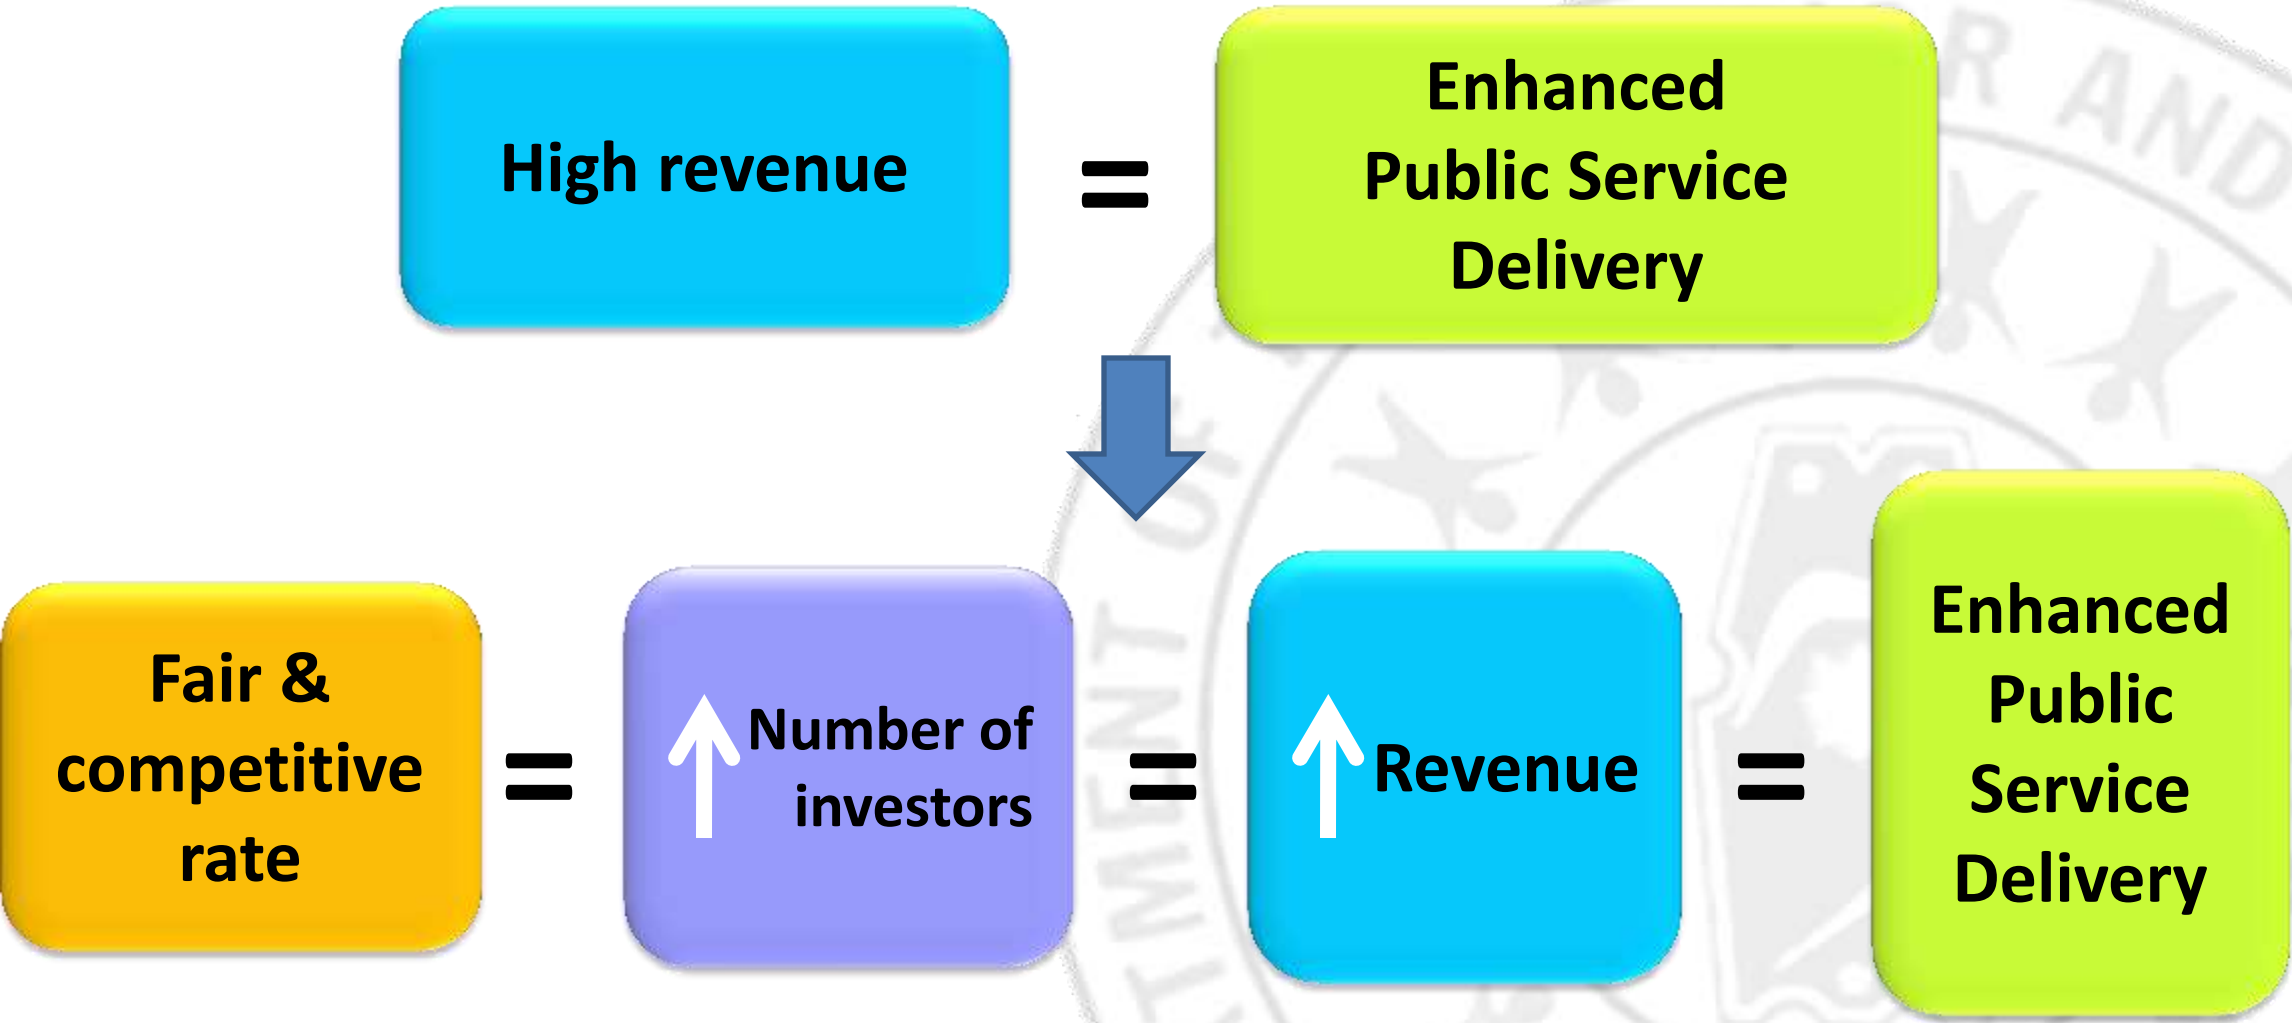 High revenue
=
Enhanced
Public Service
Delivery
Fair &
competitive
rate
=
Number of
investors
=
Revenue
=
Enhanced
Public
Service
Delivery